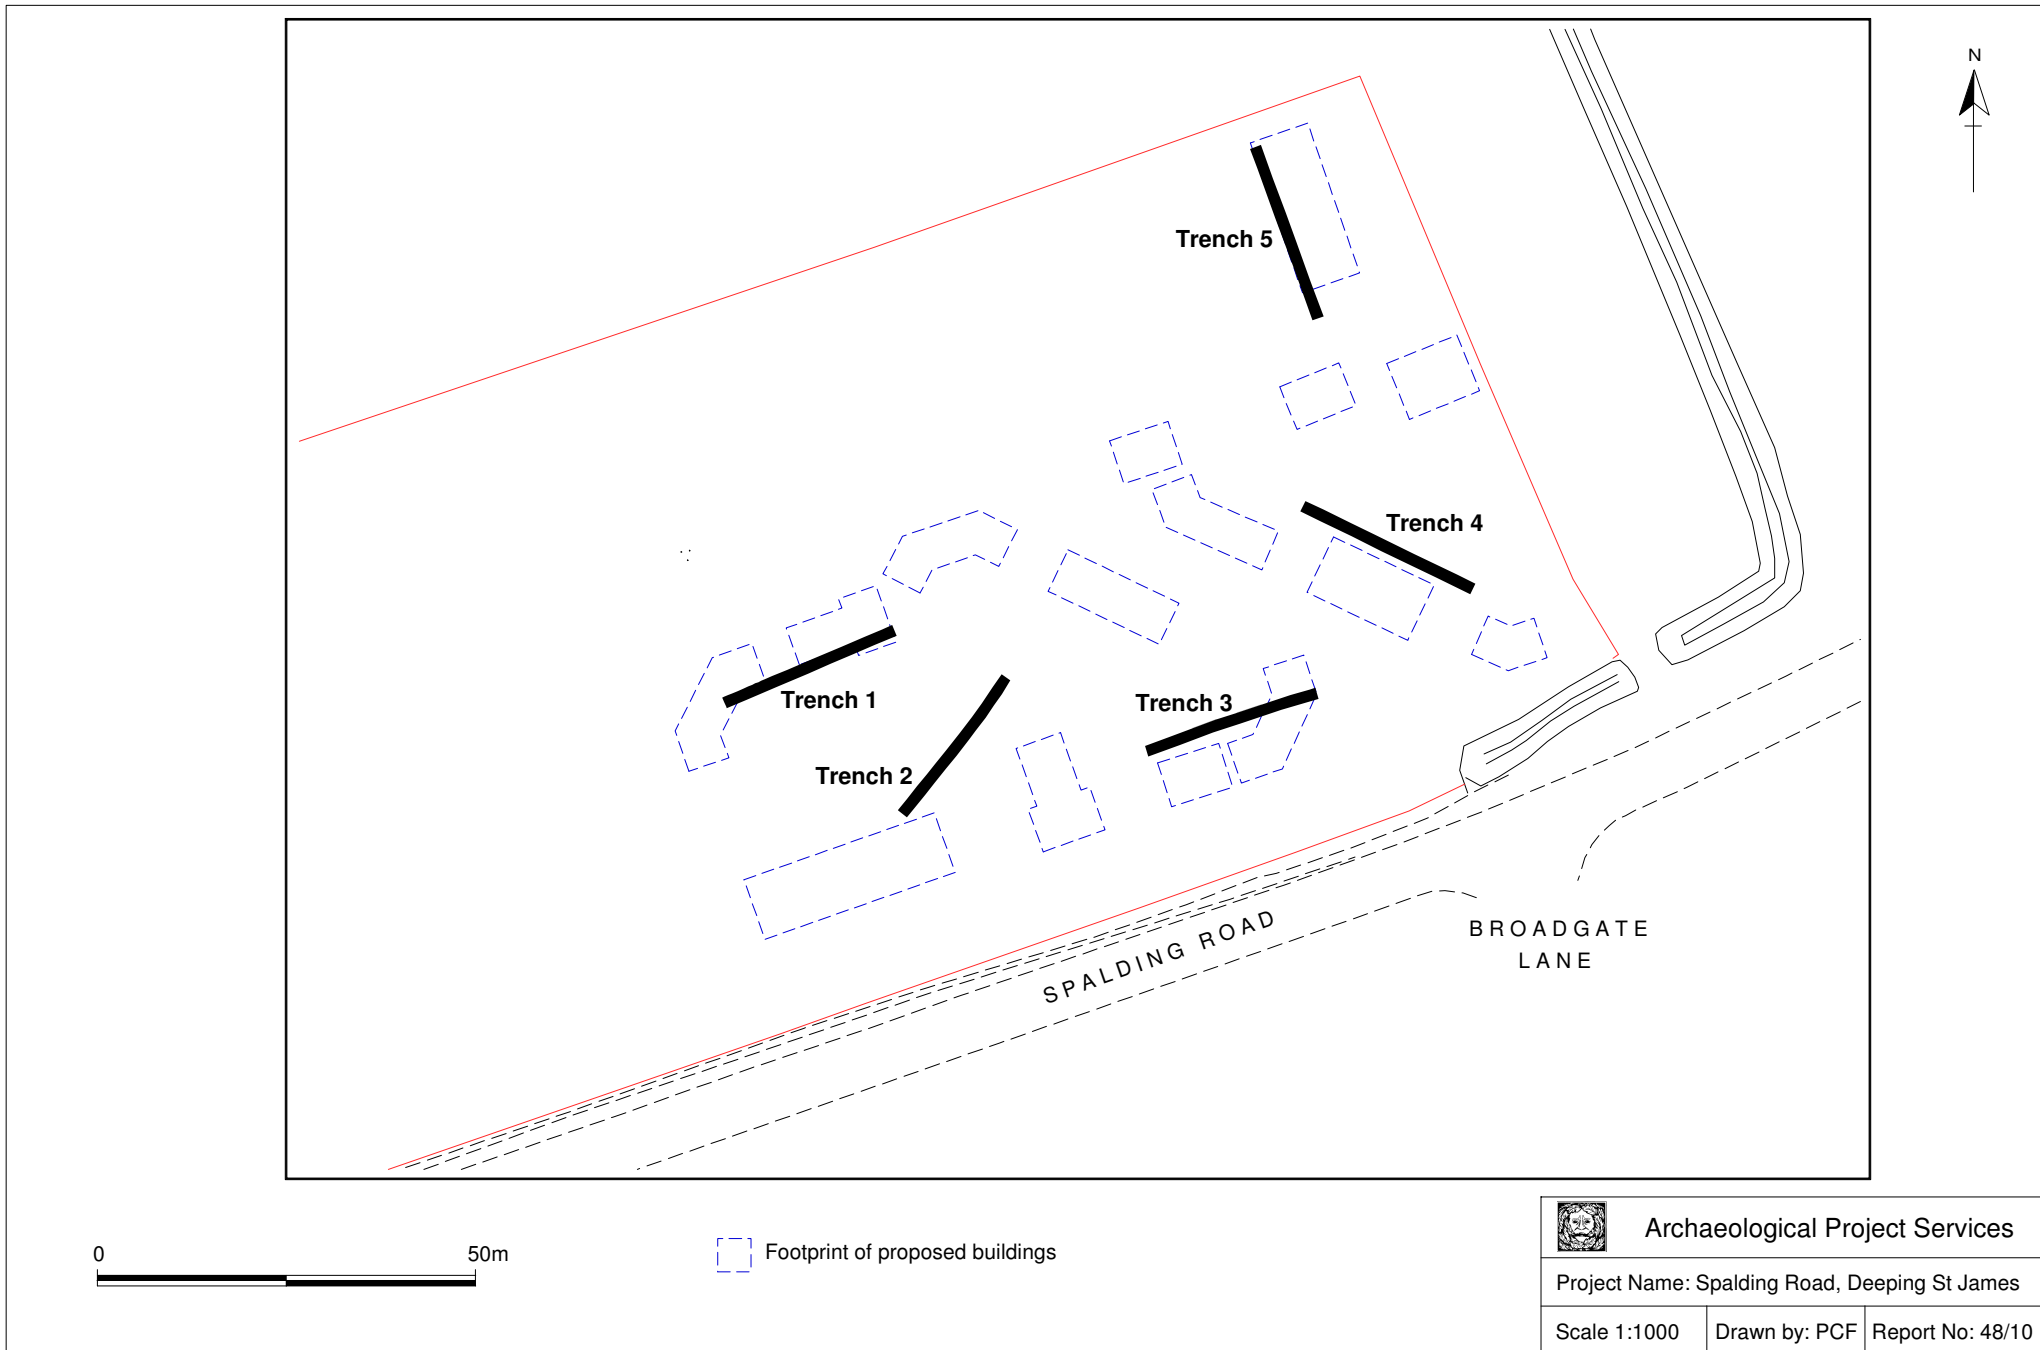 N
Trench 5
Trench 4
Trench 1
Trench 3
Trench 2
SPALDING ROAD
BROADGATE
LANE
0
50m
Footprint of proposed buildings
Archaeological Project Services
Project Name: Spalding Road, Deeping St James
Scale 1:1000
Drawn by: PCF
Report No: 48/10